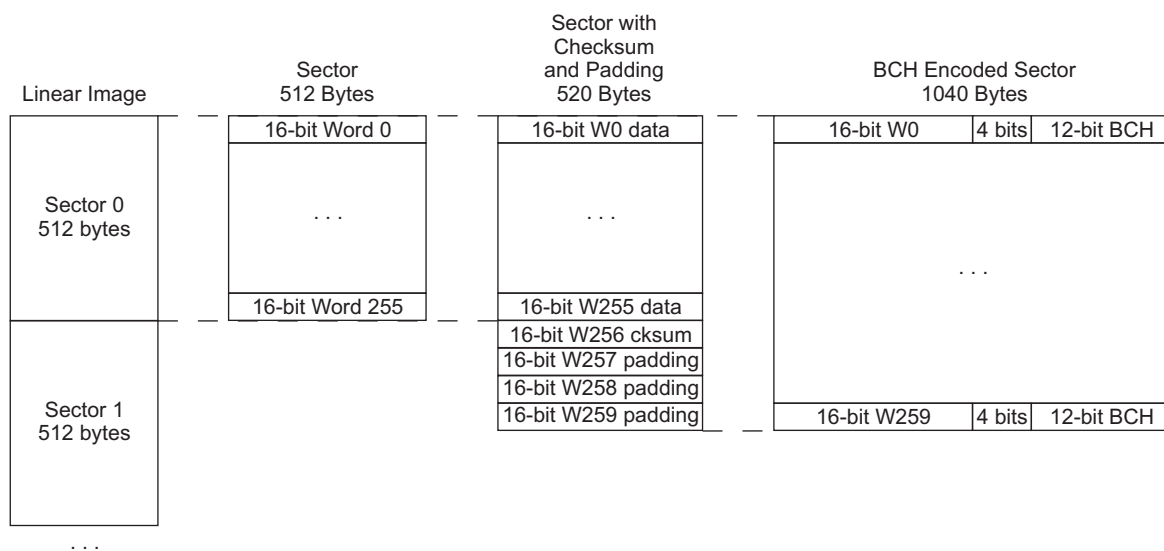 Linear Image
Sector
512 Bytes
Sector with
Checksum
and Padding
520 Bytes
BCH Encoded Sector
1040 Bytes
Sector 0
512 bytes
Sector 1
512 bytes
. . .
16-bit Word 0
. . .
16-bit Word 255
16-bit W0 data
. . .
16-bit W255 data
16-bit W256 cksum
16-bit W257 padding
16-bit W258 padding
16-bit W259 padding
16-bit W0 4 bits 12-bit BCH
. . .
16-bit W259 4 bits 12-bit BCH